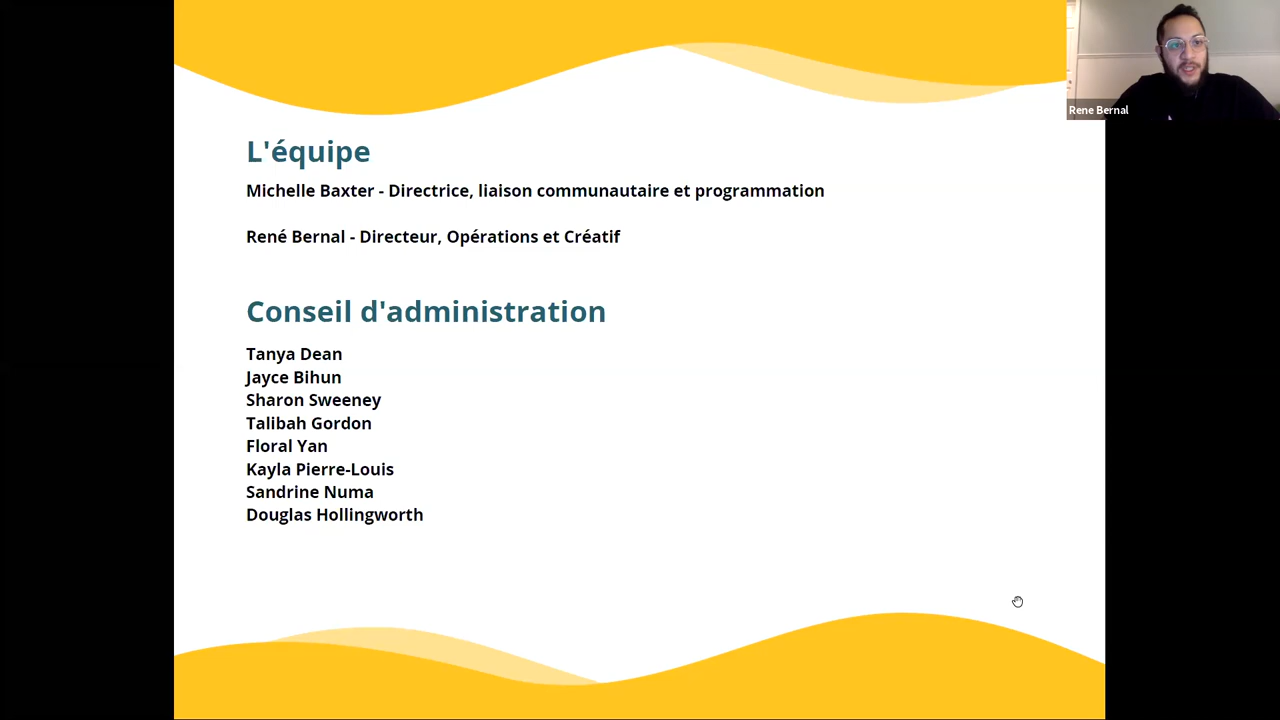 Rene Bernal
L'équipe
Michelle Baxter - Directrice, liaison communautaire et programmation
René Bernal - Directeur, Opérations et Créatif
Conseil d'administration
Tanya Dean
Jayce Bihun
Sharon Sweeney
Talibah Gordon
Floral Yan
Kayla Pierre-Louis
Sandrine Numa
Douglas Hollingworth